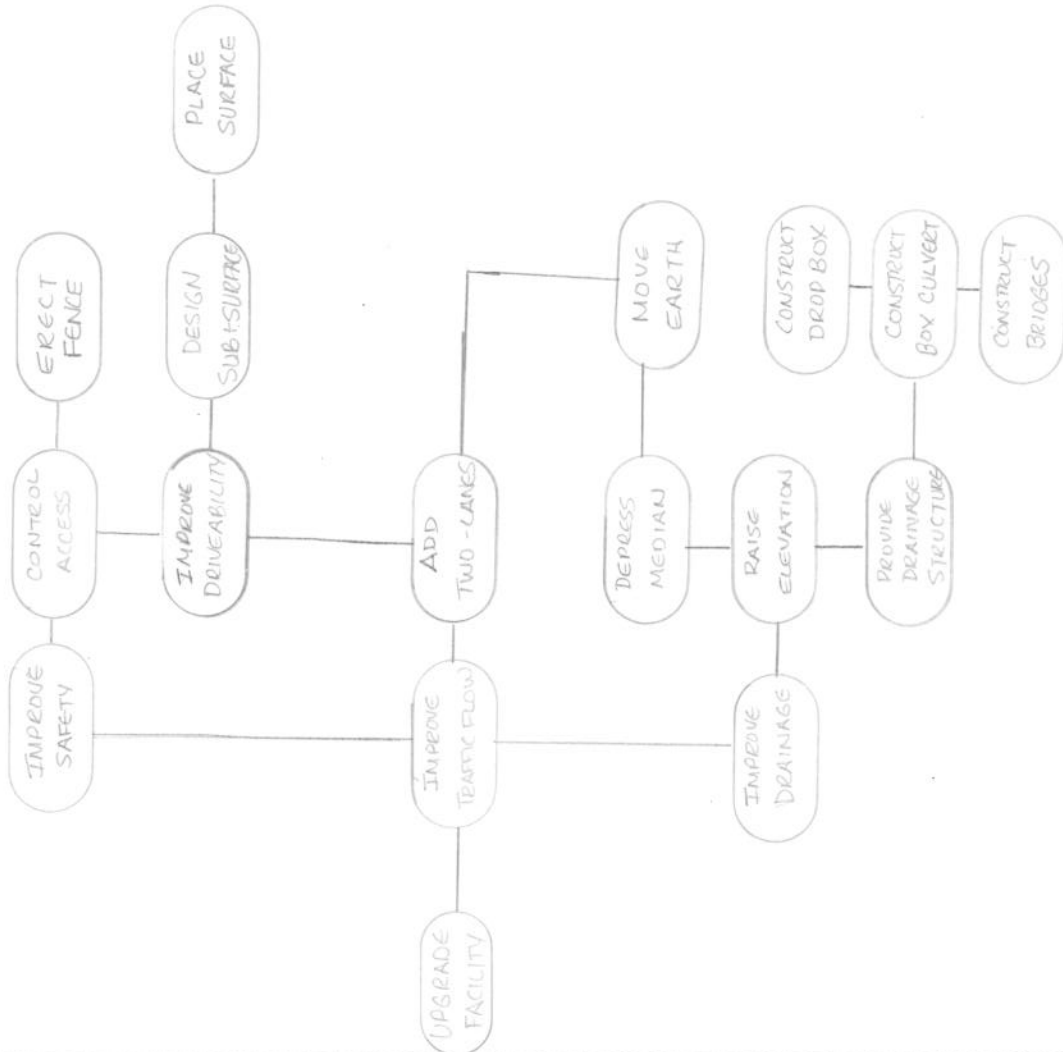 IMPROVE
SAFETY
CONTROL
ACCESS
ERECT
FENCE
IMPROVE
DRIVEABILITY
DESIGN
SUB+SURFACE
PLACE
SURFACE
UPGRADE
FACILITY
IMPROVE
TRAFFIC FLOW
ADD
TWO-LANES
DEPRESS
MEDIAN
MOVE
EARTH
IMPROVE
DRAINAGE
RAISE
ELEVATION
CONSTRUCT
DROP BOX
PROVIDE
DRAINAGE
STRUCTURE
CONSTRUCT
BOX CULVERT
CONSTRUCT
BRIDGES